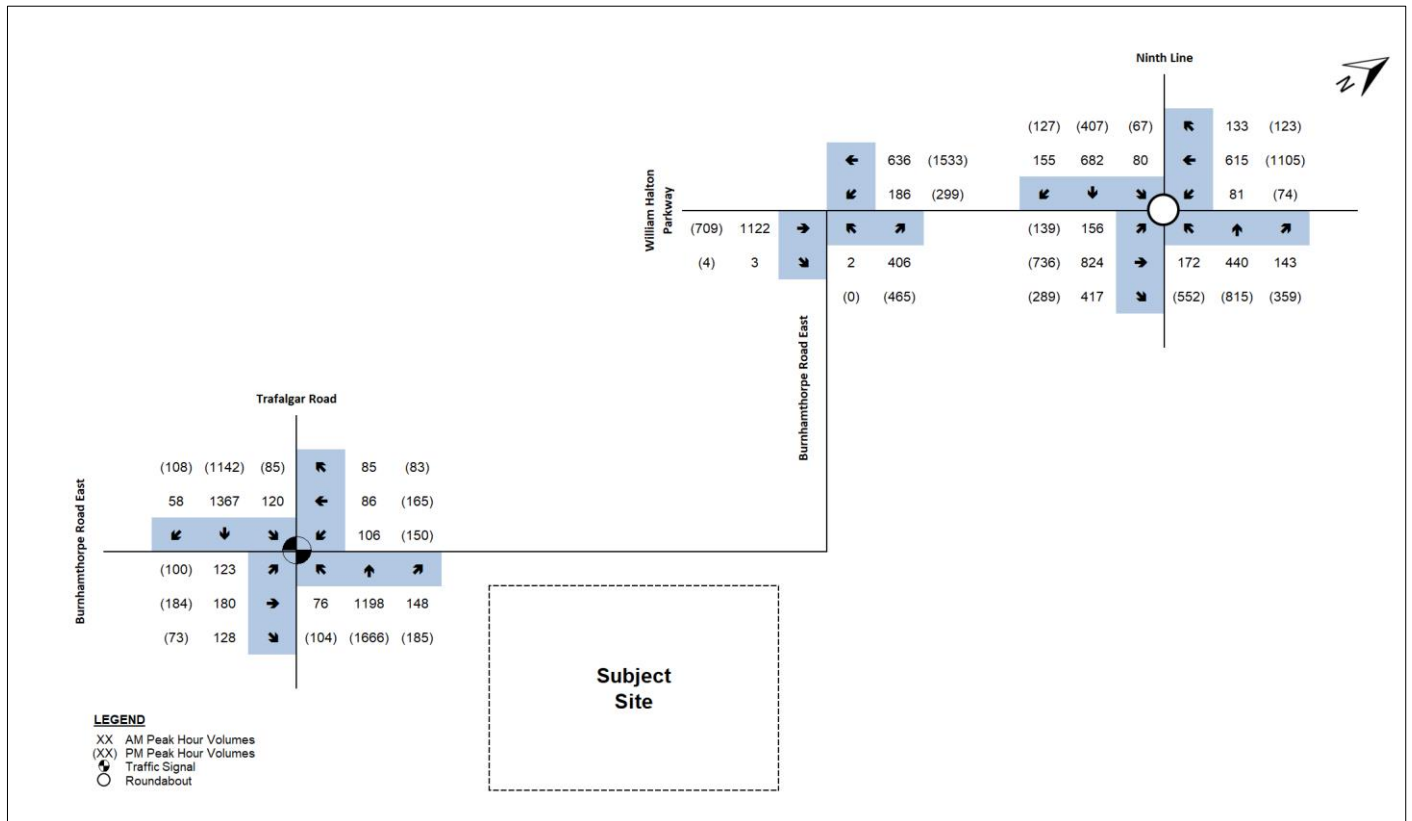 Ninth Line
N
(127) (407) (67) 133 (123)
155 682 80 615 (1105)
81 (74)
(139) 156
(736) 824 172 440 143
(289) 417 (552) (815) (359)
William Halton
Parkway
636 (1533)
186 (299)
(709) 1122
(4) 3 2 406
(0) (465)
Burnhamthorpe Road East
Trafalgar Road
Burnhamthorpe Road East
(108) (1142) (85) 85 (83)
58 1367 120 86 (165)
106 (150)
(100) 123
(184) 180 76 1198 148
(73) 128 (104) (1666) (185)
Subject
Site
LEGEND
XX AM Peak Hour Volumes
(XX) PM Peak Hour Volumes
Traffic Signal
Roundabout